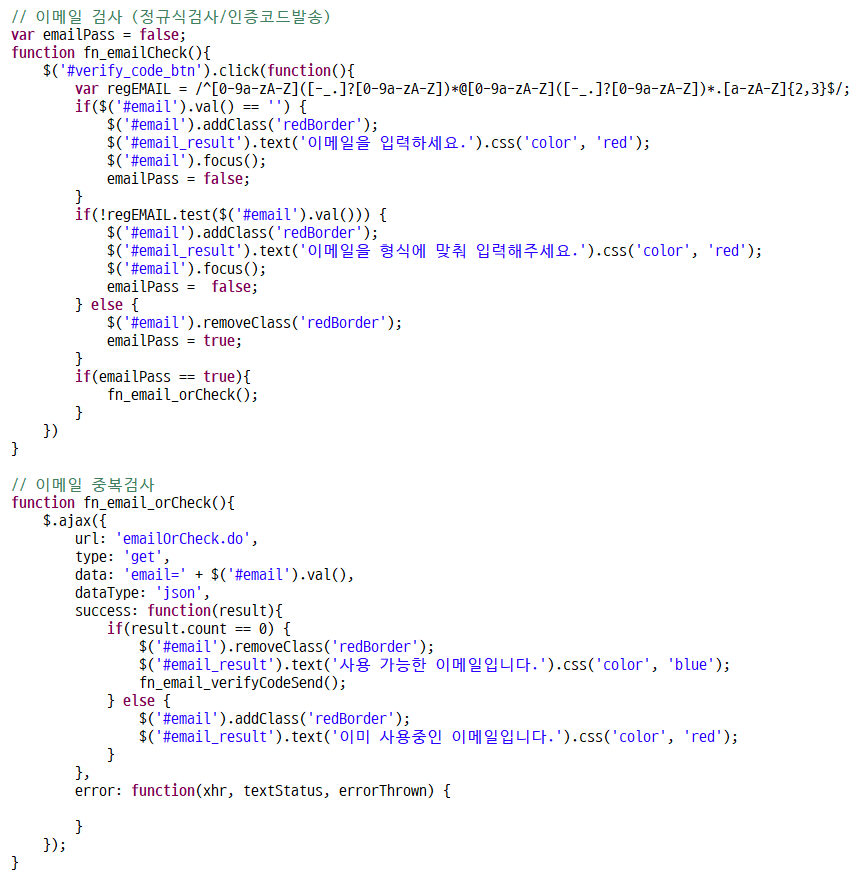 // 이메일 검사 (정규식검사/인증코드발송)
var emailPass = false;
function fn_emailCheck(){
    $('#verify_code_btn').click(function(){
        var regEMAIL = /^[0-9a-zA-Z]([-_.]?[0-9a-zA-Z])*@[0-9a-zA-Z]([-_.]?[0-9a-zA-Z])*.[a-zA-Z]{2,3}$/;
        if($('#email').val() == '') {
            $('#email').addClass('redBorder');
            $('#email_result').text('이메일을 입력하세요.').css('color', 'red');
            $('#email').focus();
            emailPass = false;
        }
        if(!regEMAIL.test($('#email').val())) {
            $('#email').addClass('redBorder');
            $('#email_result').text('이메일을 형식에 맞춰 입력해주세요.').css('color', 'red');
            $('#email').focus();
            emailPass =  false;
        } else {
            $('#email').removeClass('redBorder');
            emailPass = true;
        }
        if(emailPass == true){
            fn_email_orCheck();
        }
    })
}

// 이메일 중복검사
function fn_email_orCheck(){
    $.ajax({
        url: 'emailOrCheck.do',
        type: 'get',
        data: 'email=' + $('#email').val(),
        dataType: 'json',
        success: function(result){
            if(result.count == 0) {
                $('#email').removeClass('redBorder');
                $('#email_result').text('사용 가능한 이메일입니다.').css('color', 'blue');
                fn_email_verifyCodeSend();
            } else {
                $('#email').addClass('redBorder');
                $('#email_result').text('이미 사용중인 이메일입니다.').css('color', 'red');
            }
        },
        error: function(xhr, textStatus, errorThrown) {

        }
    });
}